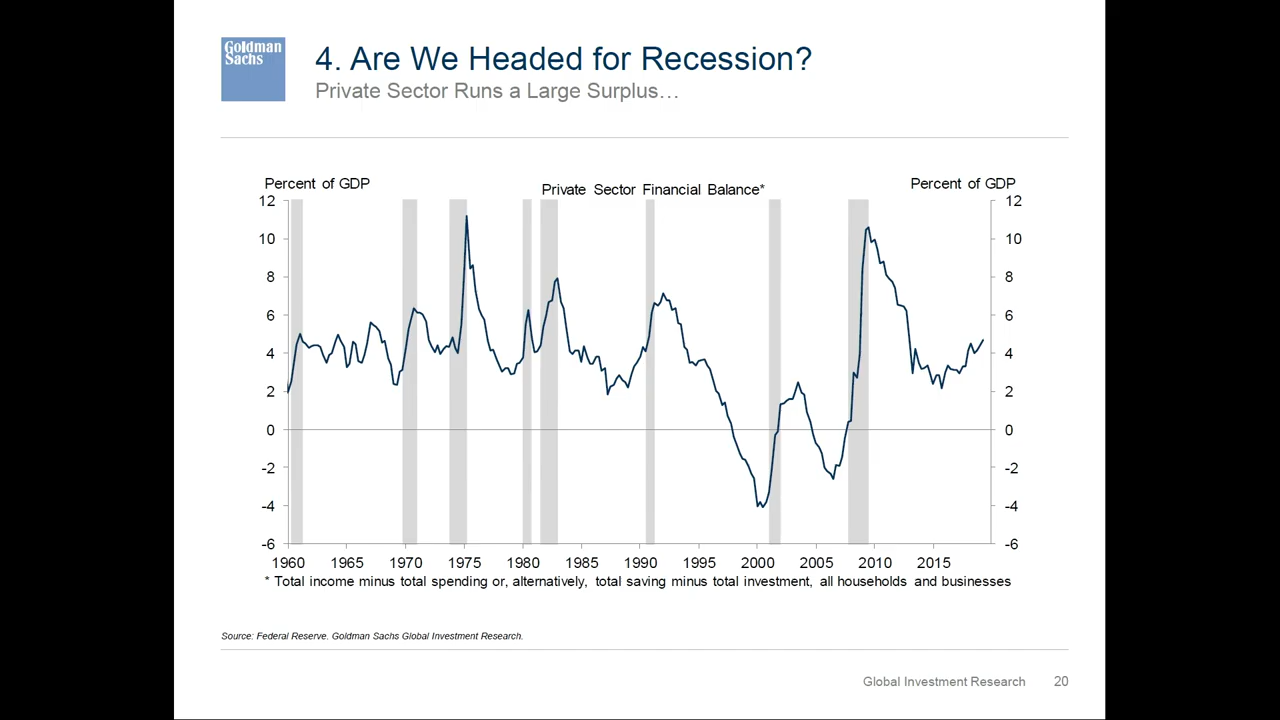 Goldman
Sachs
4. Are We Headed for Recession?
Private Sector Runs a Large Surplus…
Percent of GDP
Private Sector Financial Balance*
Percent of GDP
12 12
10 10
8 8
6 6
4 4
2 2
0 0
-2 -2
-4 -4
-6 -6
1960 1965 1970 1975 1980 1985 1990 1995 2000 2005 2010 2015
* Total income minus total spending or, alternatively, total saving minus total investment, all households and businesses
Source: Federal Reserve. Goldman Sachs Global Investment Research.
Global Investment Research 20